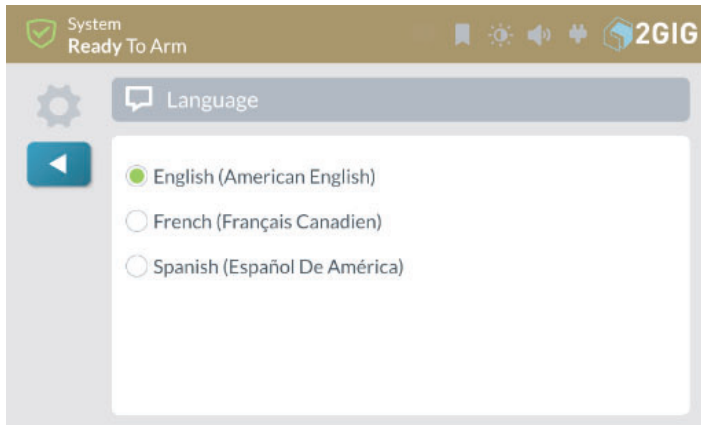 System
Ready To Arm
2GIG
Language
English (American English)
French (Français Canadien)
Spanish (Español De América)